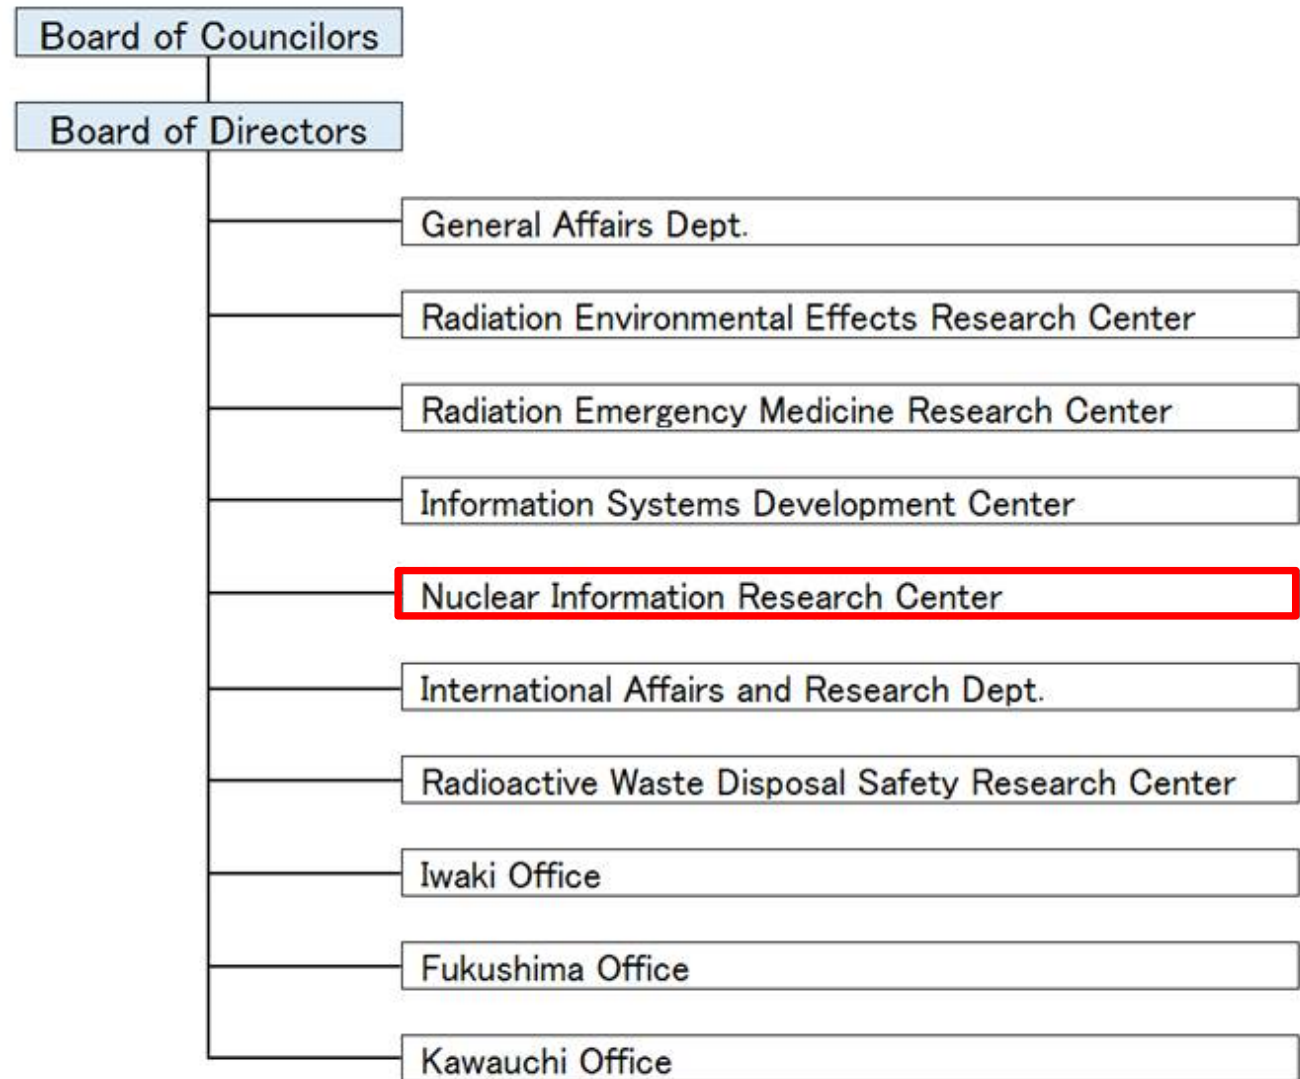 Board of Councilors
Board of Directors
General Affairs Dept.
Radiation Environmental Effects Research Center
Radiation Emergency Medicine Research Center
Information Systems Development Center
Nuclear Information Research Center
International Affairs and Research Dept.
Radioactive Waste Disposal Safety Research Center
Iwaki Office
Fukushima Office
Kawauchi Office